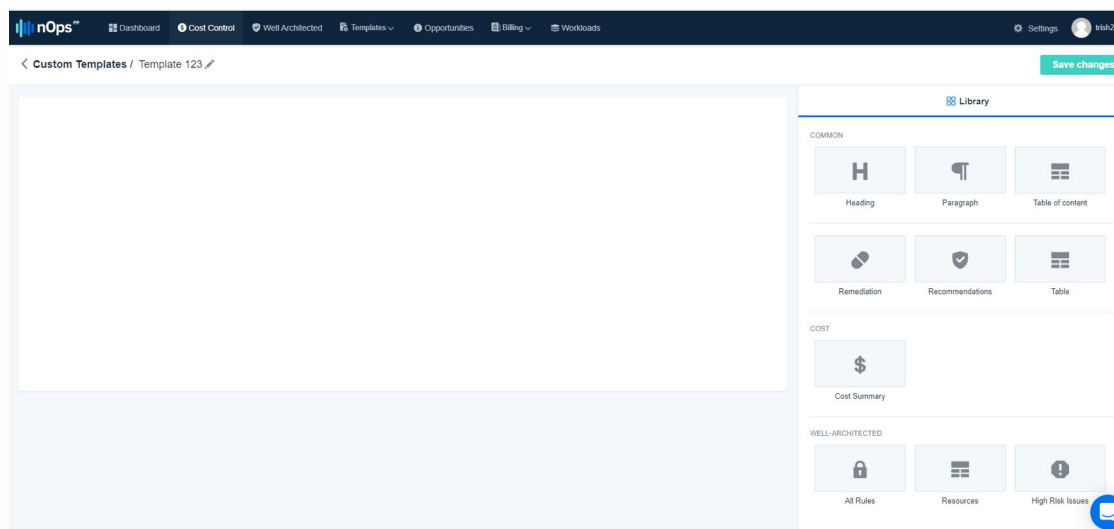 nOps PP
Dashboard
Cost Control
Well Architected
Templates
Opportunities
Billing
Workloads
Settings
trish2
Custom Templates / Template 123
Save changes
Library
COMMON
Heading
Paragraph
Table of content
Remediation
Recommendations
Table
COST
$
Cost Summary
WELL-ARCHITECTED
All Rules
Resources
High Risk Issues